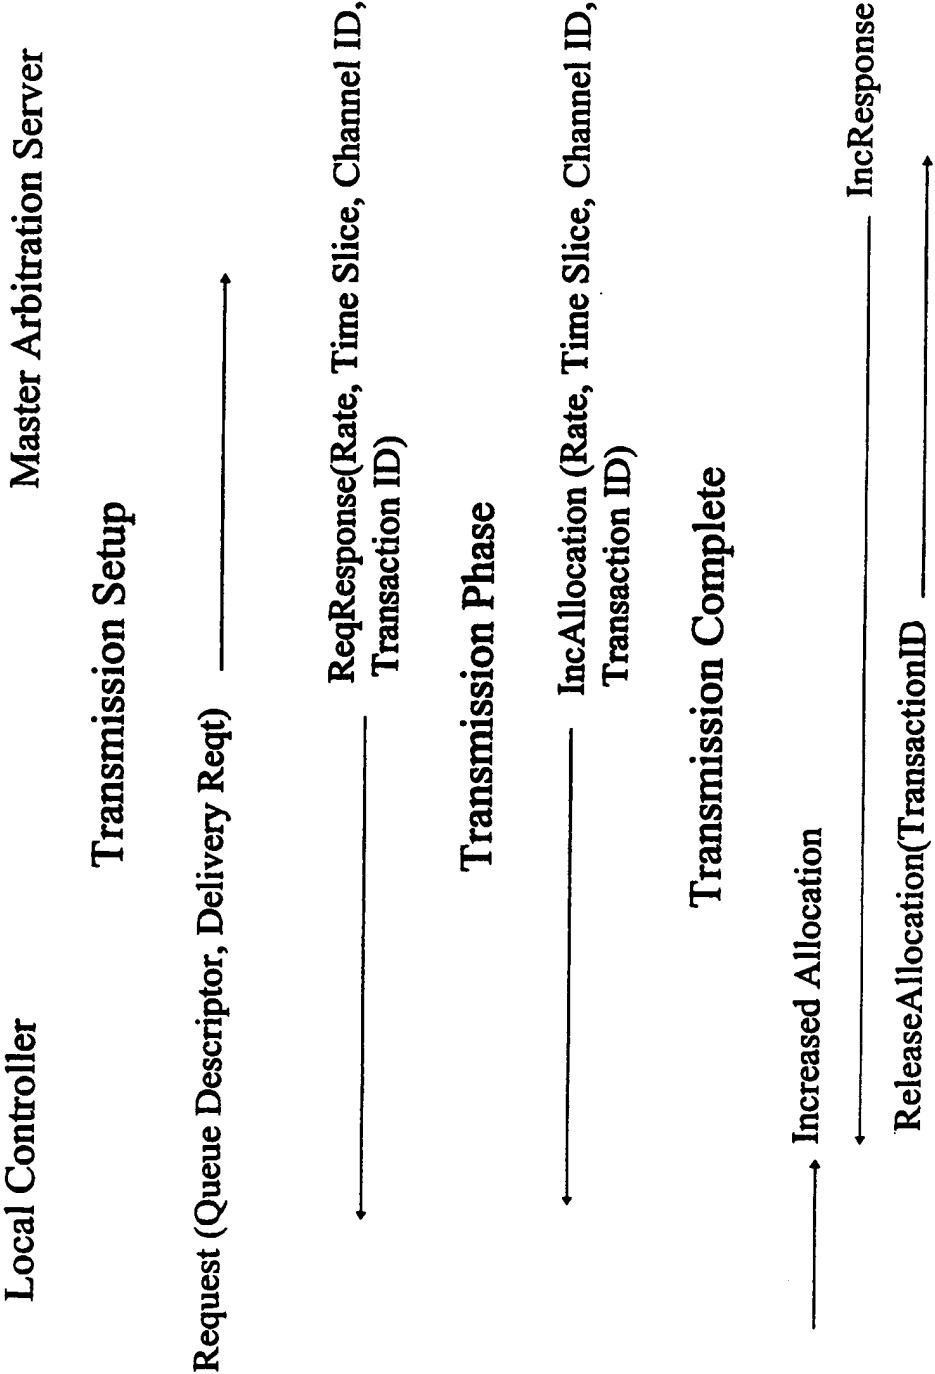 Local Controller
Master Arbitration Server
Transmission Setup
Request (Queue Descriptor, Delivery Reqt)
ReqResponse(Rate, Time Slice, Channel ID,
Transaction ID)
Transmission Phase
IncAllocation (Rate, Time Slice, Channel ID,
Transaction ID)
Transmission Complete
Increased Allocation
IncResponse
ReleaseAllocation(TransactionID